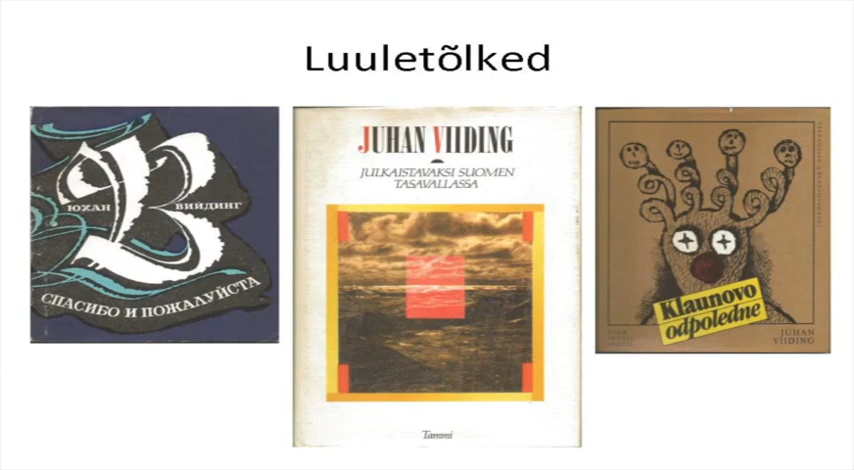 Luuletõlked
ЮХАН ВИЙДИНГ
СПАСИБО И ПОЖАЛУЙСТА
JUHAN VIIDING
JULKAISTAVAKSI SUOMEN
TASAVALLASSA
Tammi
Klaunovo
odpoledne
JUHAN
VIIDING